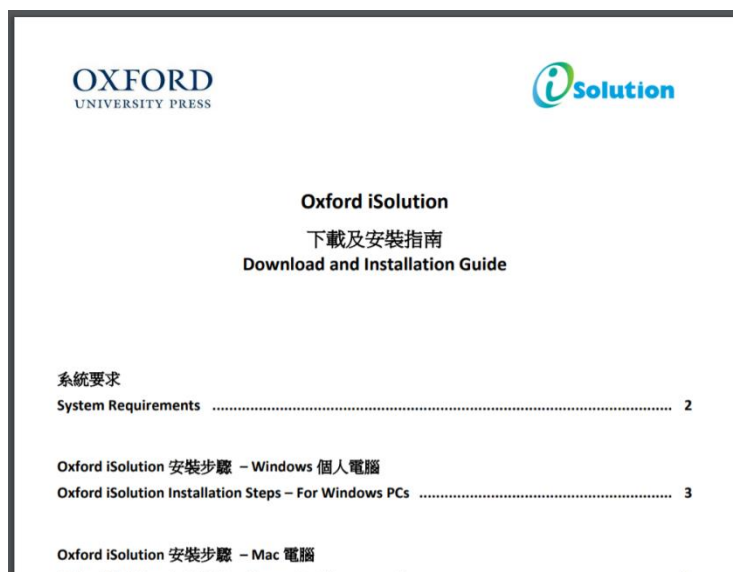 OXFORD
UNIVERSITY PRESS
iSolution
Oxford iSolution
下載及安裝指南
Download and Installation Guide
系統要求
System Requirements ................................................................ 2
Oxford iSolution 安裝步驟 – Windows 個人電腦
Oxford iSolution Installation Steps – For Windows PCs ................................ 3
Oxford iSolution 安裝步驟 – Mac 電腦